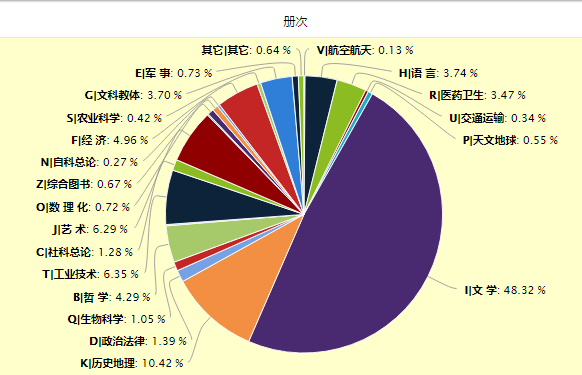 册次
其它|其它: 0.64 %
V|航空航天: 0.13 %
E|军 事: 0.73 %
H|语 言: 3.74 %
G|文科教体: 3.70 %
R|医药卫生: 3.47 %
S|农业科学: 0.42 %
U|交通运输: 0.34 %
F|经 济: 4.96 %
P|天文地球: 0.55 %
N|自科总论: 0.27 %
Z|综合图书: 0.67 %
O|数 理 化: 0.72 %
J|艺 术: 6.29 %
C|社科总论: 1.28 %
T|工业技术: 6.35 %
I|文 学: 48.32 %
B|哲 学: 4.29 %
Q|生物科学: 1.05 %
D|政治法律: 1.39 %
K|历史地理: 10.42 %